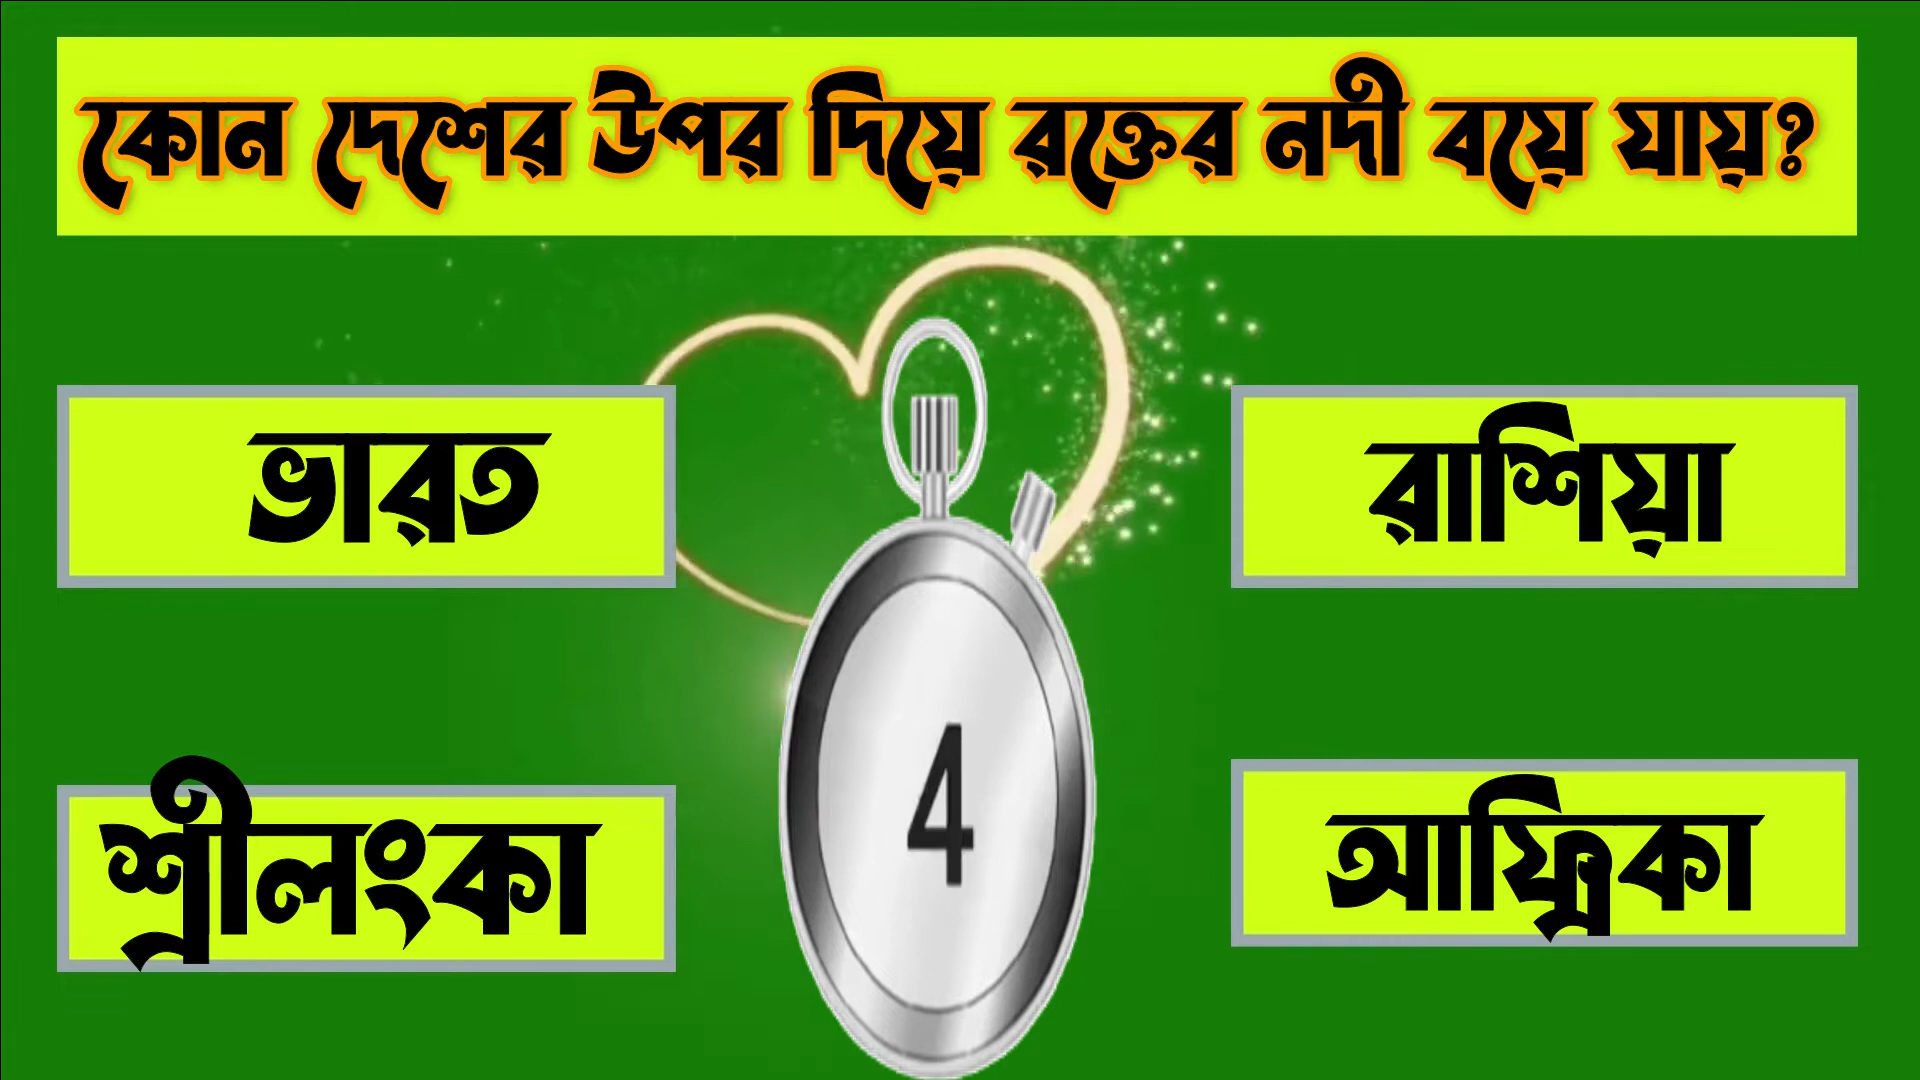 কোন দেশের উপর দিয়ে রক্তের নদী বয়ে যায়?
ভারত
রাশিয়া
4
শ্রীলংকা
আফ্রিকা